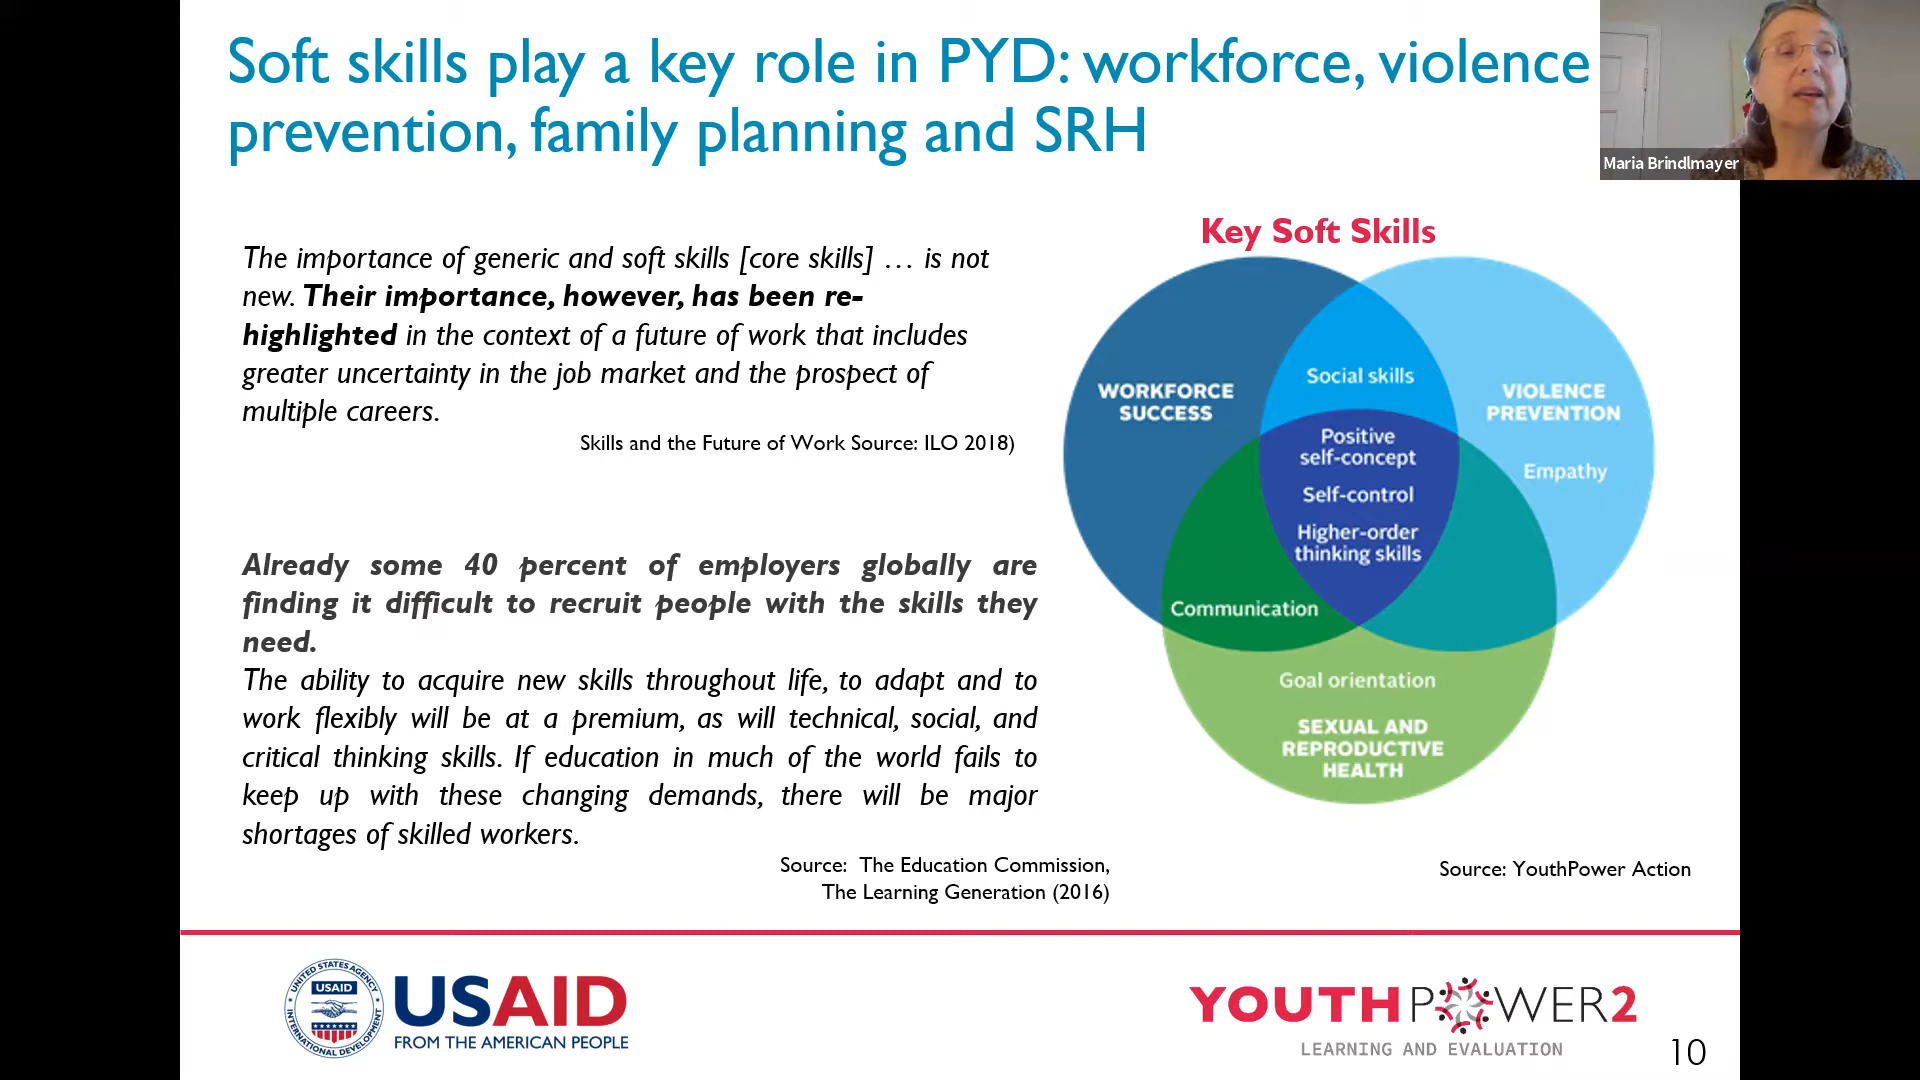 Soft skills play a key role in PYD: workforce, violence
prevention, family planning and SRH
Maria Brindlmayer
The importance of generic and soft skills [core skills] … is not
new. Their importance, however, has been re-
highlighted in the context of a future of work that includes
greater uncertainty in the job market and the prospect of
multiple careers.
Skills and the Future of Work Source: ILO 2018)
Already some 40 percent of employers globally are
finding it difficult to recruit people with the skills they
need.
The ability to acquire new skills throughout life, to adapt and to
work flexibly will be at a premium, as will technical, social, and
critical thinking skills. If education in much of the world fails to
keep up with these changing demands, there will be major
shortages of skilled workers.
Source: The Education Commission,
The Learning Generation (2016)
Key Soft Skills
WORKFORCE
SUCCESS
Social skills
VIOLENCE
PREVENTION
Empathy
Positive
self-concept
Self-control
Higher-order
thinking skills
Communication
Goal orientation
SEXUAL AND
REPRODUCTIVE
HEALTH
Source: YouthPower Action
UNITED STATES AGENCY
USAID
INTERNATIONAL DEVELOPMENT
USAID
FROM THE AMERICAN PEOPLE
YOUTHPOWER2
LEARNING AND EVALUATION
10